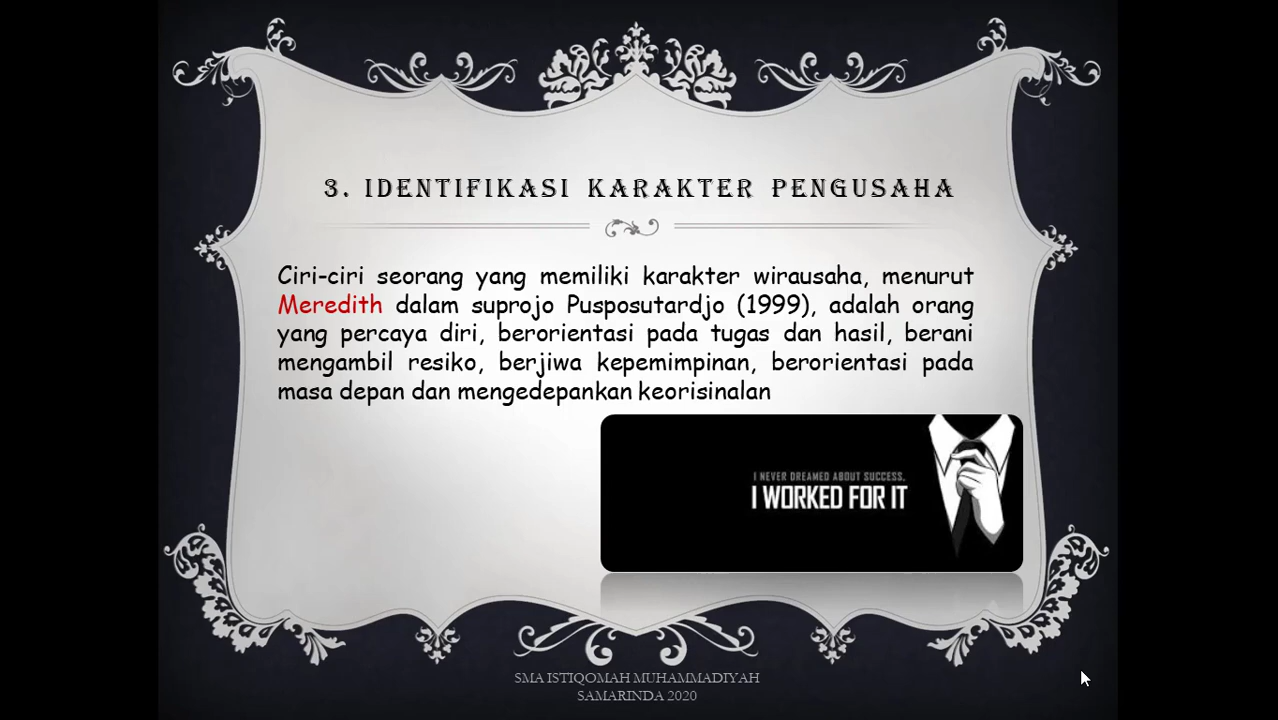 3. IDENTIFIKASI KARAKTER PENGUSAHA
Ciri-ciri seorang yang memiliki karakter wirausaha, menurut
Meredith dalam suprojo Pusposutardjo (1999), adalah orang
yang percaya diri, berorientasi pada tugas dan hasil, berani
mengambil resiko, berjiwa kepemimpinan, berorientasi pada
masa depan dan mengedepankan keorisinalan
I NEVER DREAMED ABOUT SUCCESS.
I WORKED FOR IT
SMA ISTIQOMAH MUHAMMADIYAH
SAMARINDA 2020